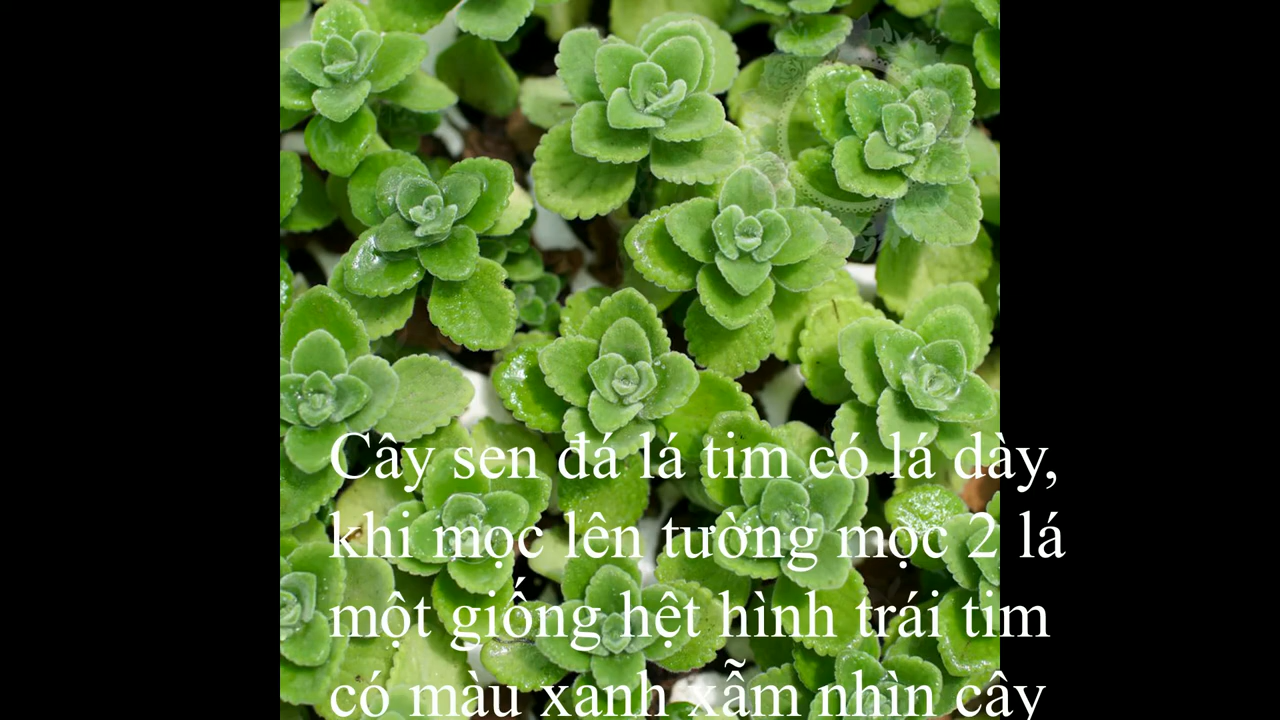 Cây sen đá lá tim có lá dày,
khi mọc lên tường mọc 2 lá
một giống hệt hình trái tim
có màu xanh xẫm nhìn cây